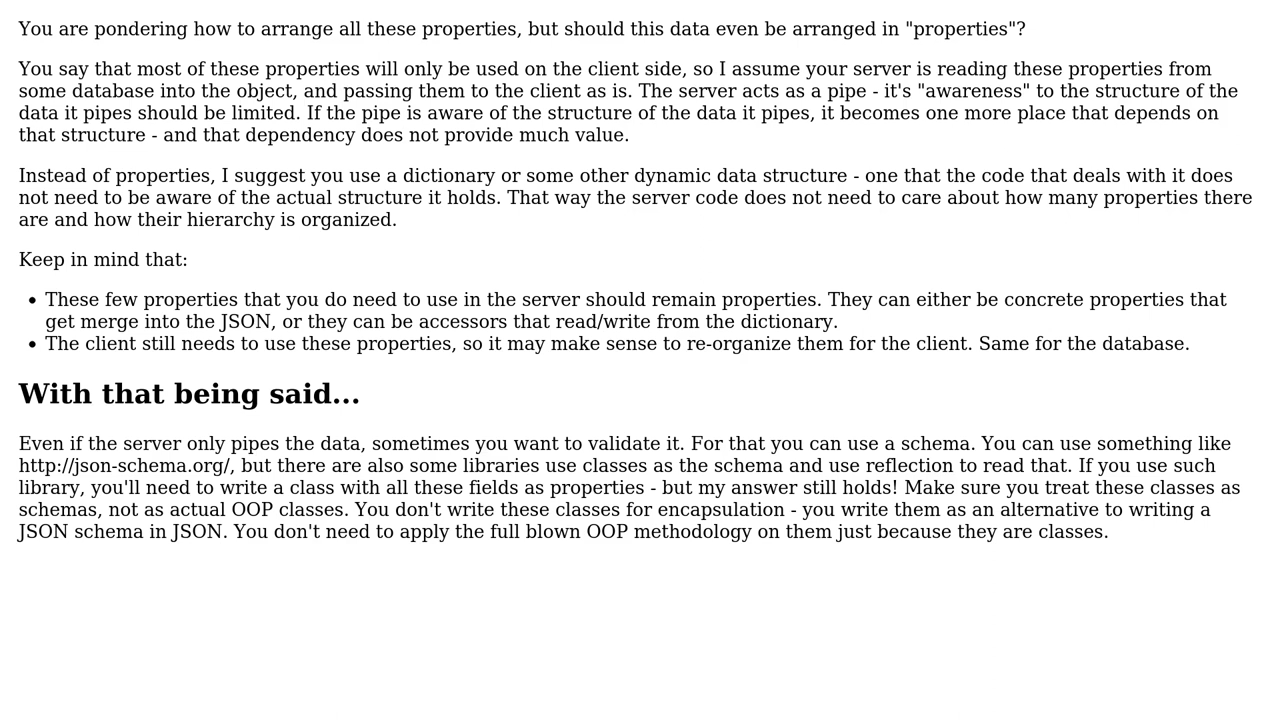 You are pondering how to arrange all these properties, but should this data even be arranged in "properties"?
You say that most of these properties will only be used on the client side, so I assume your server is reading these properties from
some database into the object, and passing them to the client as is. The server acts as a pipe - it's "awareness" to the structure of the
data it pipes should be limited. If the pipe is aware of the structure of the data it pipes, it becomes one more place that depends on
that structure - and that dependency does not provide much value.
Instead of properties, I suggest you use a dictionary or some other dynamic data structure - one that the code that deals with it does
not need to be aware of the actual structure it holds. That way the server code does not need to care about how many properties there
are and how their hierarchy is organized.
Keep in mind that:
• These few properties that you do need to use in the server should remain properties. They can either be concrete properties that
get merge into the JSON, or they can be accessors that read/write from the dictionary.
• The client still needs to use these properties, so it may make sense to re-organize them for the client. Same for the database.
With that being said...
Even if the server only pipes the data, sometimes you want to validate it. For that you can use a schema. You can use something like
http://json-schema.org/, but there are also some libraries use classes as the schema and use reflection to read that. If you use such
library, you'll need to write a class with all these fields as properties - but my answer still holds! Make sure you treat these classes as
schemas, not as actual OOP classes. You don't write these classes for encapsulation - you write them as an alternative to writing a
JSON schema in JSON. You don't need to apply the full blown OOP methodology on them just because they are classes.